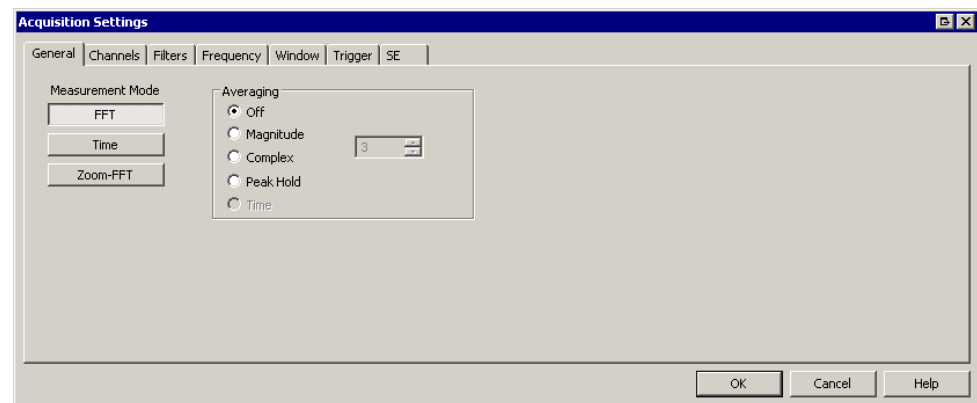 Acquisition Settings
General Channels Filters Frequency Window Trigger SE
Measurement Mode
FFT
Time
Zoom-FFT
Averaging
Off
Magnitude
Complex
Peak Hold
Time
3
OK Cancel Help